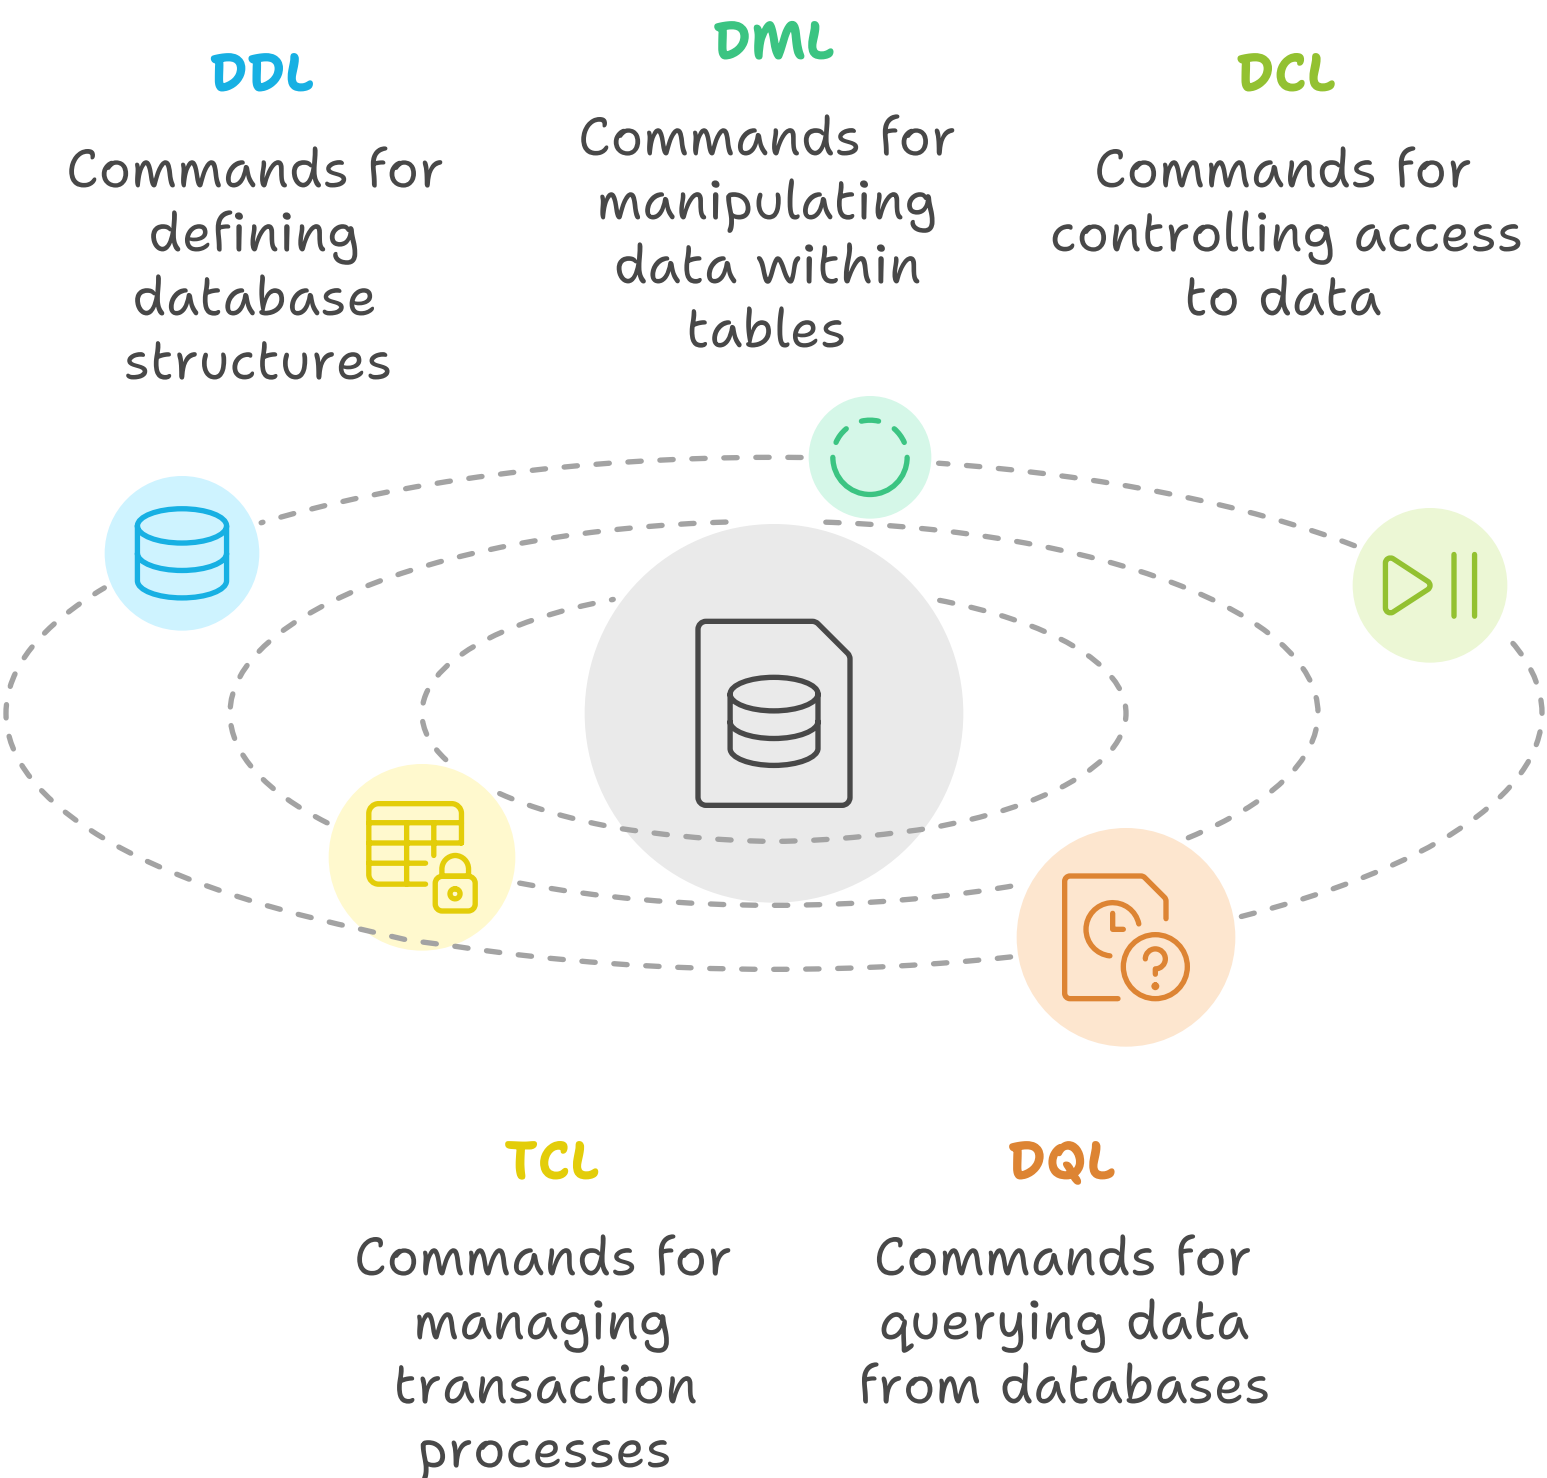 DDL
Commands for
defining
database
structures
DML
Commands for
manipulating
data within
tables
DCL
Commands for
controlling access
to data
?
TCL
Commands for
managing
transaction
processes
DQL
Commands for
querying data
from databases